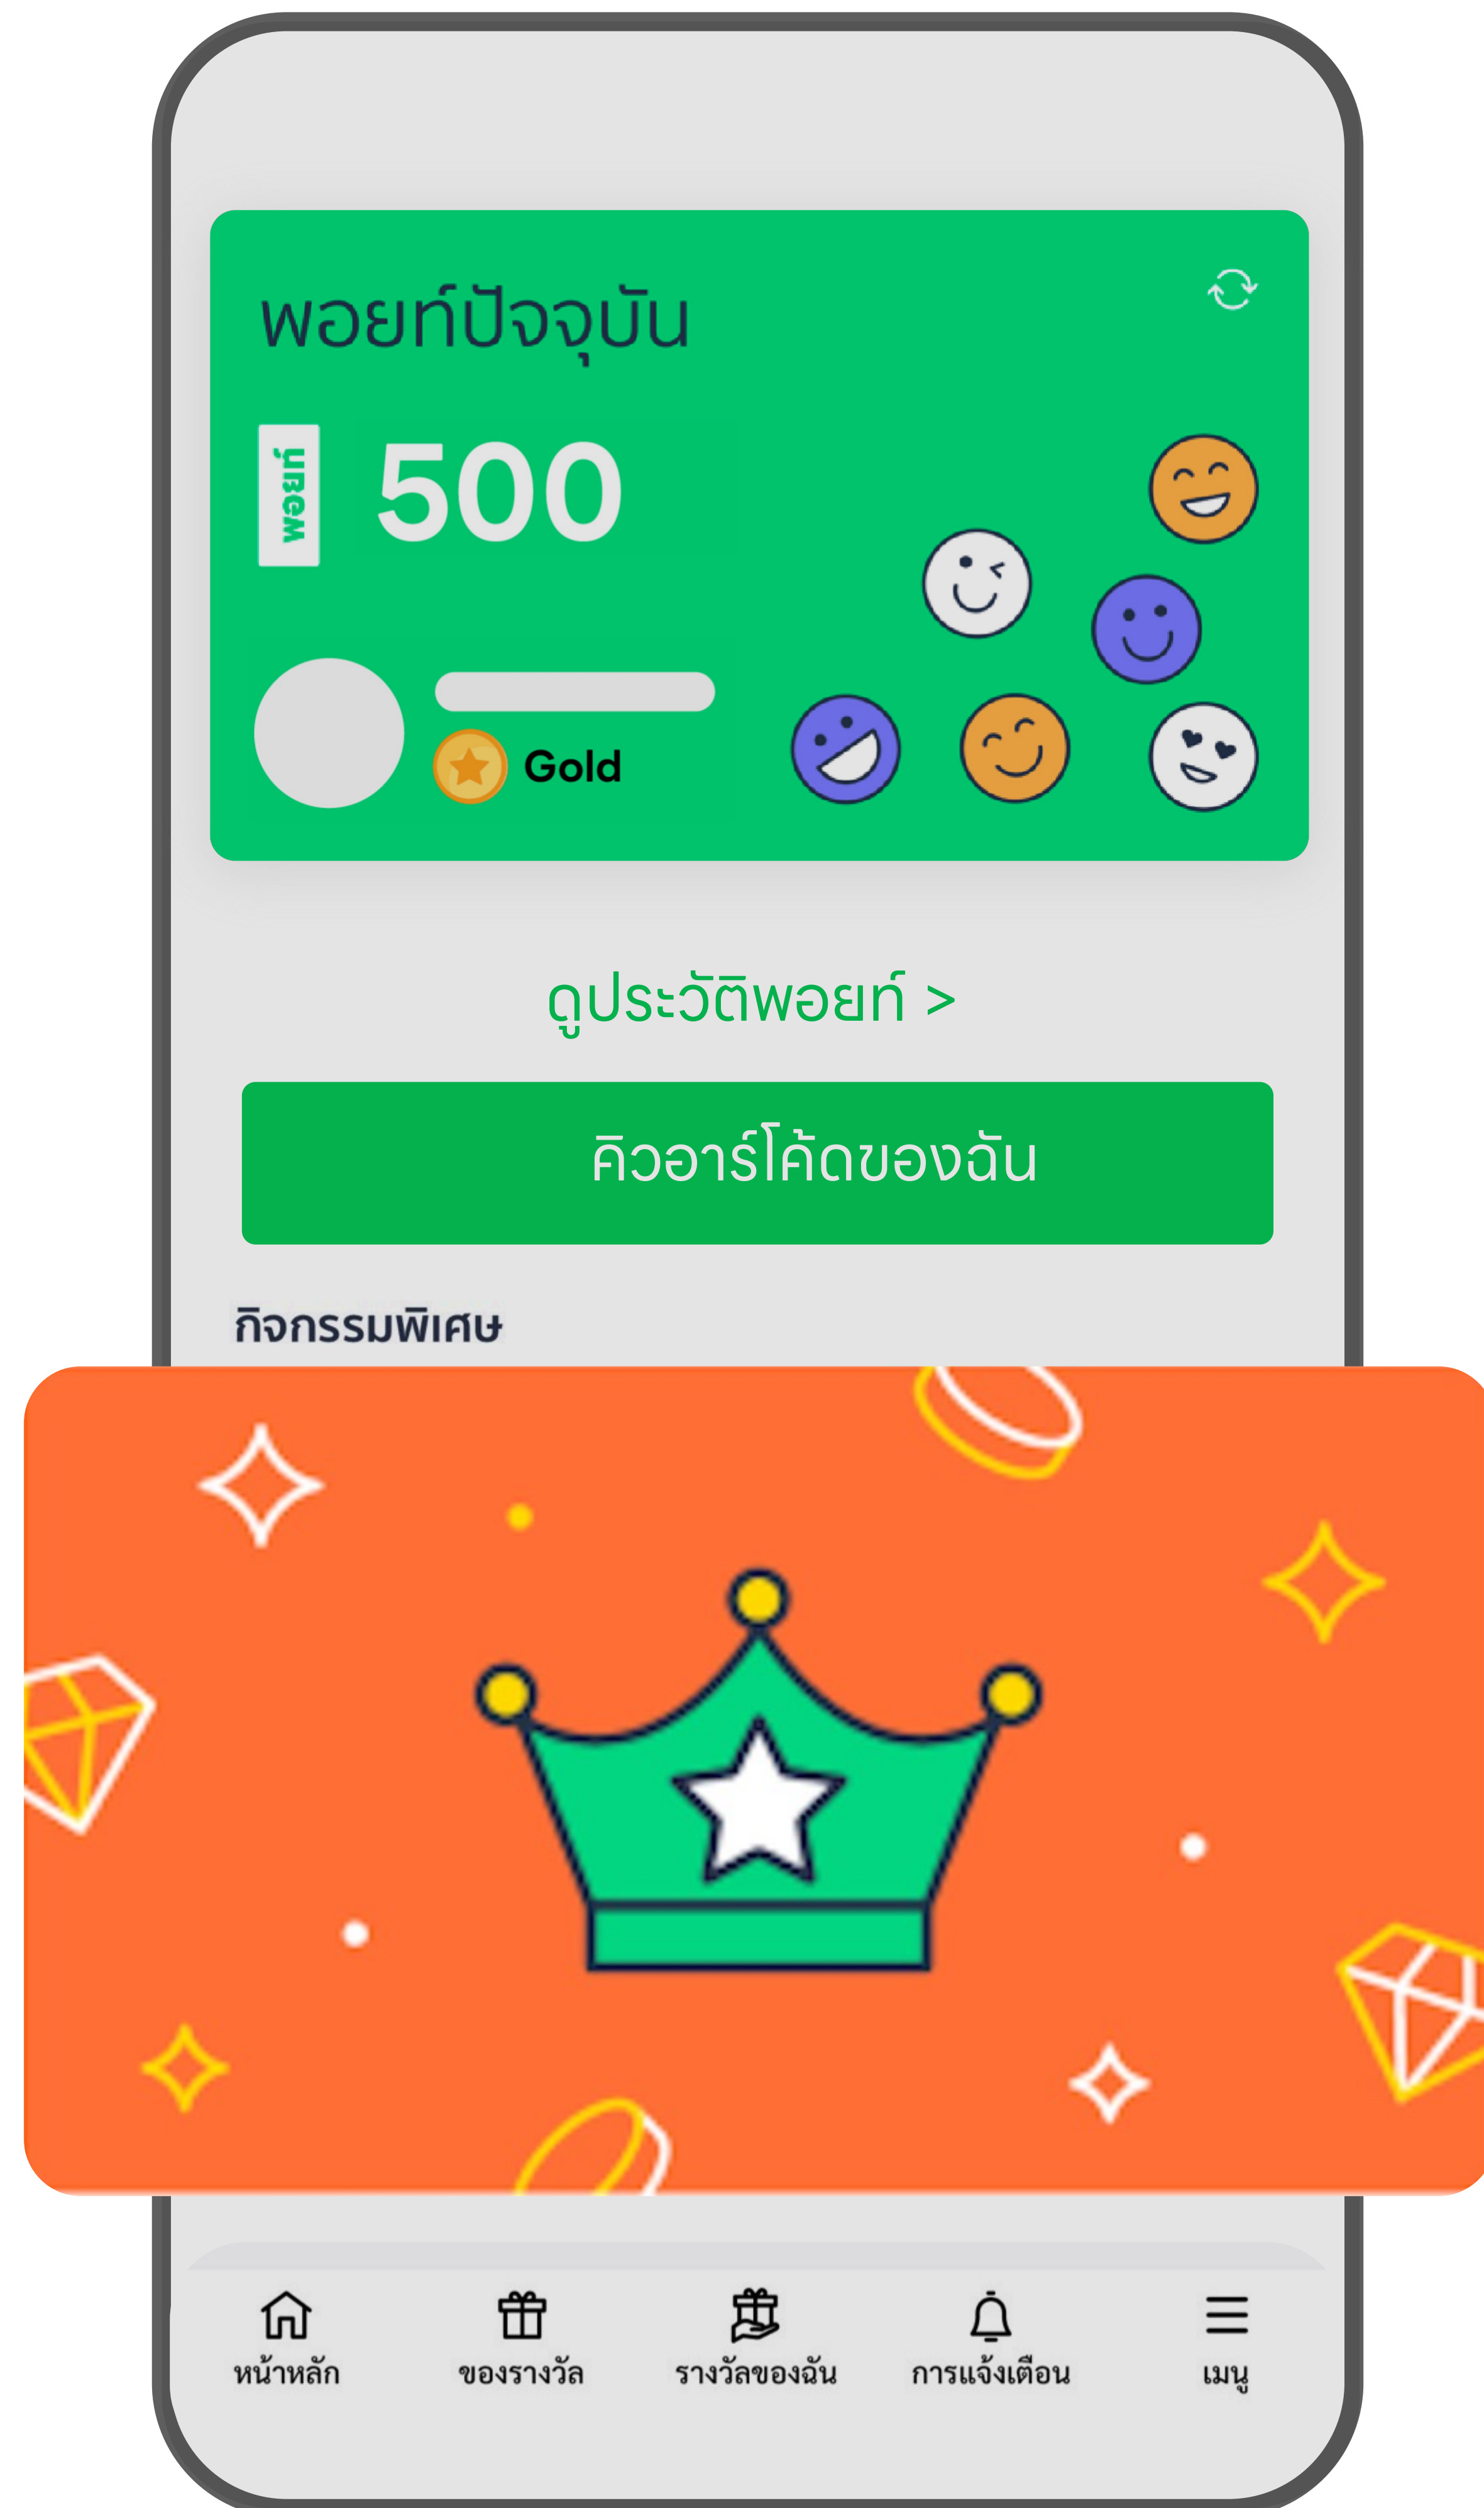 พอยท์ปัจจุบัน
พอยท์ 500
Gold
ดูประวัติพอยท์ >
คิวอาร์โค้ดของฉัน
กิจกรรมพิเศษ
หน้าหลัก ของรางวัล รางวัลของฉัน การแจ้งเตือน เมนู